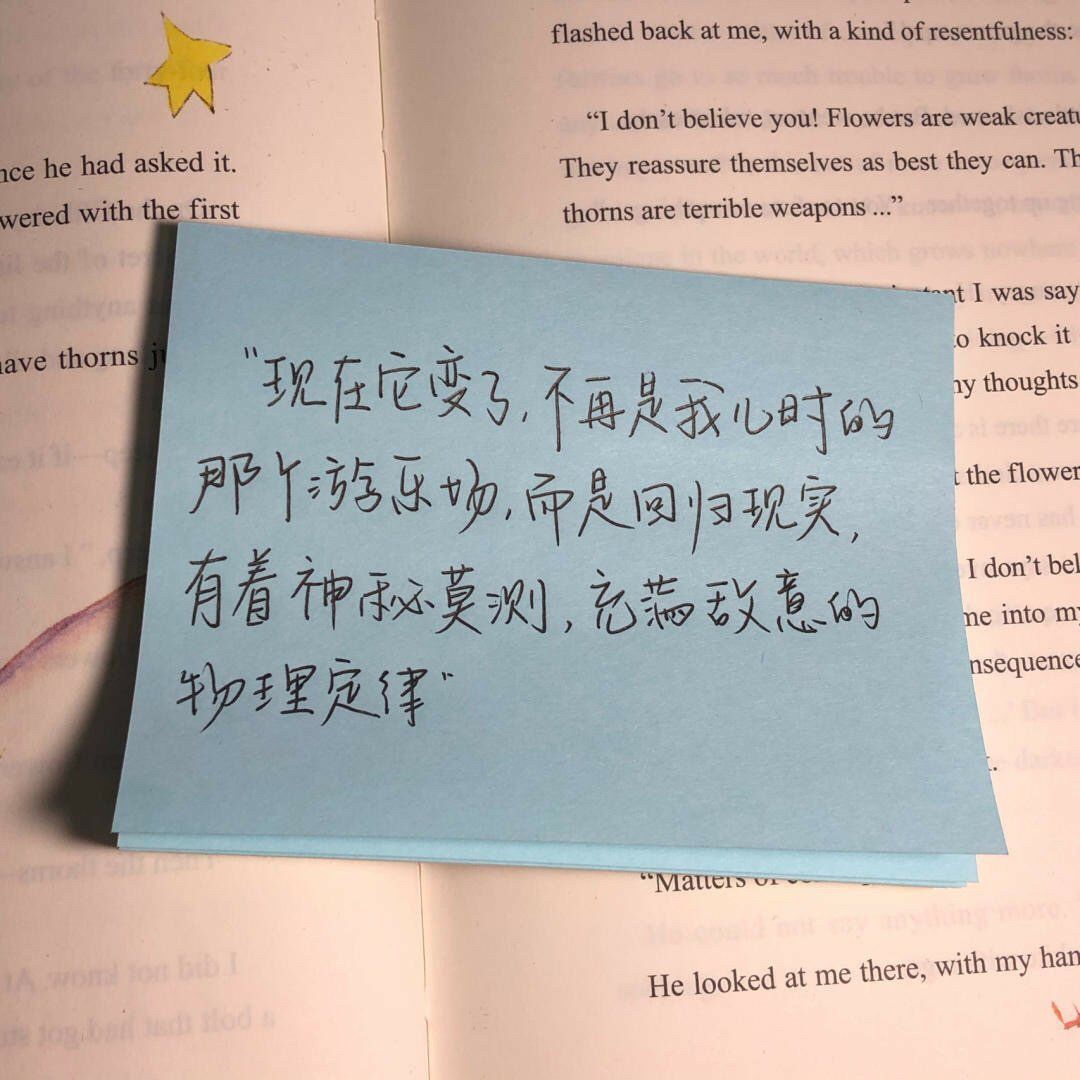 flashed back at me, with a kind of resentfulness:
“I don’t believe you! Flowers are weak creatu
They reassure themselves as best they can. Th
thorns are terrible weapons ...”
nce he had asked it.
wered with the first
have thorns j
nt I was say
to knock it
my thoughts
t the flower
I don’t bel
me into my
nsequence
“现在它变了,不再是我儿时的
那个游乐场,而是回归现实,
有着神秘莫测,充满敌意的
物理定律”
“Matters of
He looked at me there, with my han